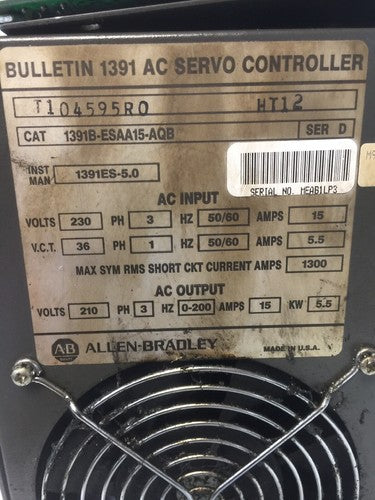 BULLETIN 1391 AC SERVO CONTROLLER
T104595R0 HT12
CAT 1391B-ESAA15-AQB SER D
INST MAN 1391ES-5.0
SERIAL NO. MEAB1LP3
AC INPUT
VOLTS 230 PH 3 HZ 50/60 AMPS 15
V.C.T. 36 PH 1 HZ 50/60 AMPS 5.5
MAX SYM RMS SHORT CKT CURRENT AMPS 1300
AC OUTPUT
VOLTS 210 PH 3 HZ 0-200 AMPS 15 KW 5.5
AB ALLEN-BRADLEY MADE IN U.S.A.